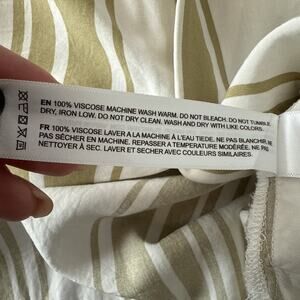 EN 100% VISCOSE MACHINE WASH WARM. DO NOT BLEACH. DO NOT TUMBLE
DRY, IRON LOW. DO NOT DRY CLEAN. WASH AND DRY WITH LIKE COLORS.
FR 100% VISCOSE LAVER A LA MACHINE À L'EAU TIEDE. NE PAS BLANCHIR,
PAS SÉCHER EN MACHINE. REPASSER A TEMPERATURE MODÉRÉE. NE PAS
NETTOYER À SEC. LAVER ET SECHER AVEC COULEURS SIMILAIRES.